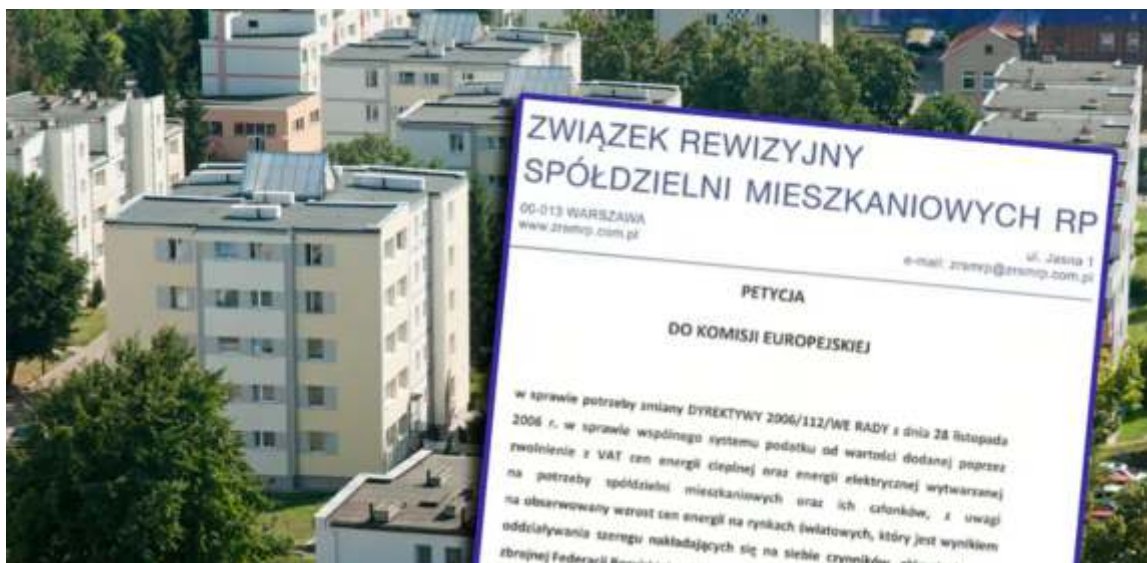 ZWIĄZEK REWIZYJNY
SPÓŁDZIELNI MIESZKANIOWYCH RP
00-013 WARSZAWA
www.zrsmrp.com.pl
ul. Jasna 1
e-mail: zrsmrp@zrsmrp.com.pl
PETYCJA
DO KOMISJI EUROPEJSKIEJ
w sprawie potrzeby zmiany DYREKTYWY 2006/112/WE RADY z dnia 28 listopada
2006 r. w sprawie wspólnego systemu podatku od wartości dodanej poprzez
zwolnienie z VAT cen energii cieplnej oraz energii elektrycznej wytwarzanej
na potrzeby spółdzielni mieszkaniowych oraz ich członków, z uwagi
na obserwowany wzrost cen energii na rynkach światowych, który jest wynikiem
oddziaływania szeregu nakładających się na siebie czynników,
zbrojnej Federacji